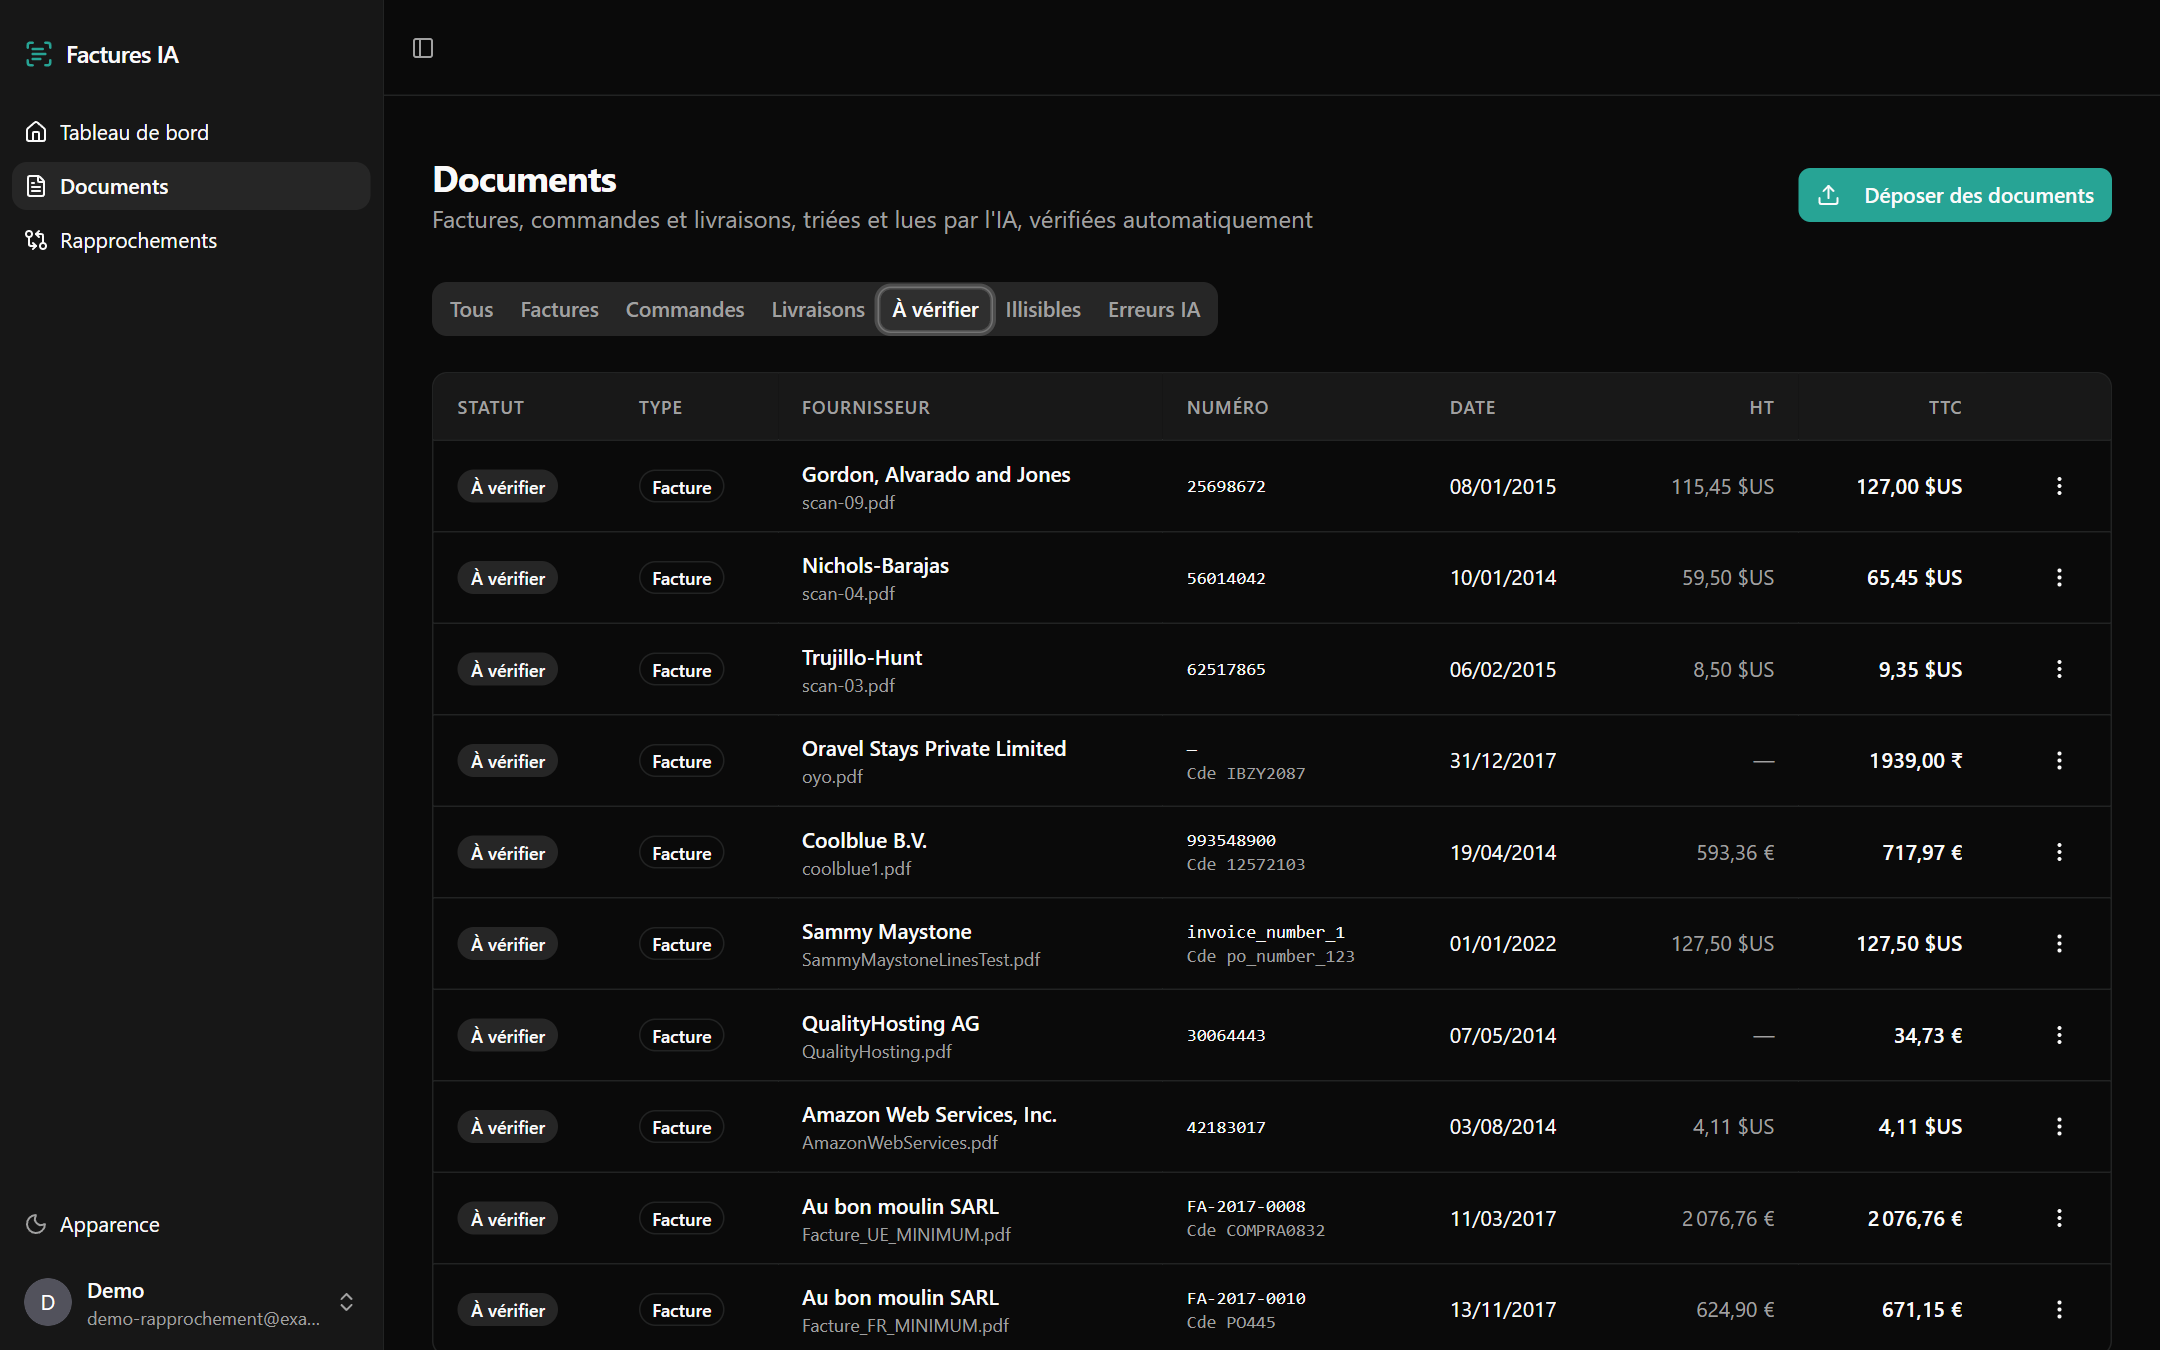 Factures IA
Tableau de bord
Documents
Rapprochements
Apparence
D
Demo
demo-rapprochement@exa...
Documents
Factures, commandes et livraisons, triées et lues par l'IA, vérifiées automatiquement
Déposer des documents
Tous Factures Commandes Livraisons À vérifier Illisibles Erreurs IA
STATUT TYPE FOURNISSEUR NUMÉRO DATE HT TTC
À vérifier Facture Gordon, Alvarado and Jones 25698672 08/01/2015 115,45 $US 127,00 $US
scan-09.pdf
À vérifier Facture Nichols-Barajas 56014042 10/01/2014 59,50 $US 65,45 $US
scan-04.pdf
À vérifier Facture Trujillo-Hunt 62517865 06/02/2015 8,50 $US 9,35 $US
scan-03.pdf
À vérifier Facture Oravel Stays Private Limited — 31/12/2017 — 1939,00 ₹
oyo.pdf Cde IBZY2087
À vérifier Facture Coolblue B.V. 993548900 19/04/2014 593,36 € 717,97 €
coolblue1.pdf Cde 12572103
À vérifier Facture Sammy Maystone invoice_number_1 01/01/2022 127,50 $US 127,50 $US
SammyMaystoneLinesTest.pdf Cde po_number_123
À vérifier Facture QualityHosting AG 30064443 07/05/2014 — 34,73 €
QualityHosting.pdf
À vérifier Facture Amazon Web Services, Inc. 42183017 03/08/2014 4,11 $US 4,11 $US
AmazonWebServices.pdf
À vérifier Facture Au bon moulin SARL FA-2017-0008 11/03/2017 2 076,76 € 2 076,76 €
Facture_UE_MINIMUM.pdf Cde COMPRA0832
À vérifier Facture Au bon moulin SARL FA-2017-0010 13/11/2017 624,90 € 671,15 €
Facture_FR_MINIMUM.pdf Cde PO445